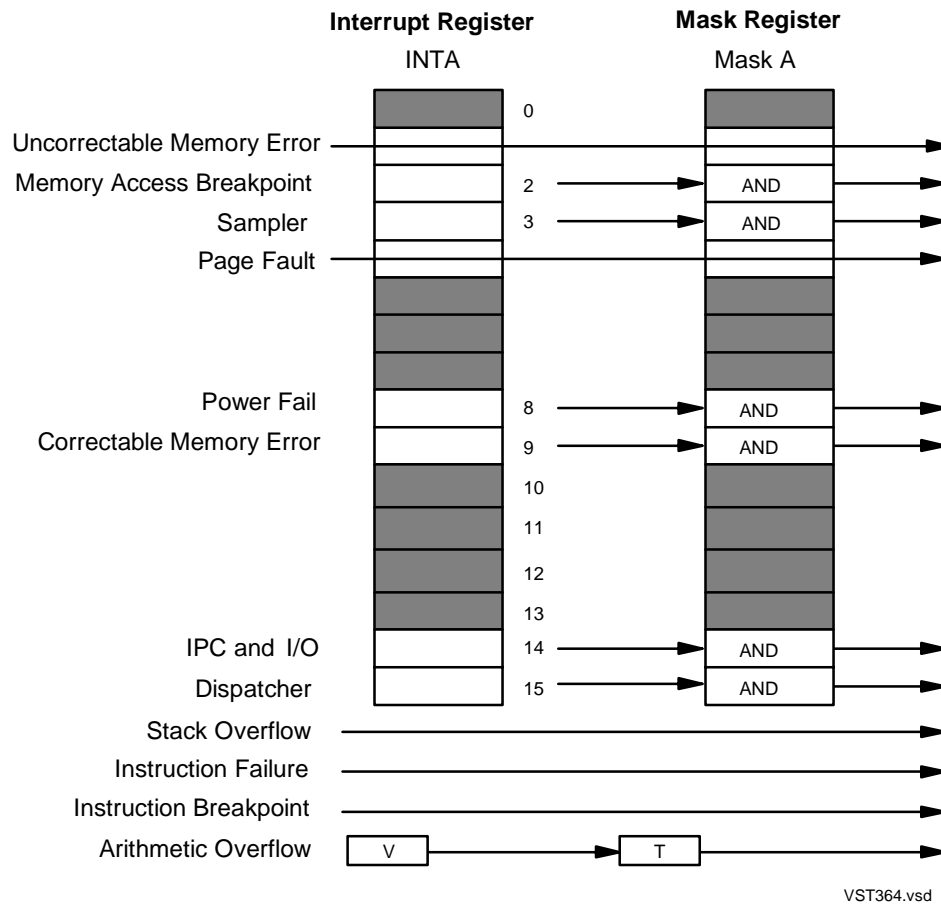 Interrupt Register Mask Register
INTA Mask A
0
Uncorrectable Memory Error
Memory Access Breakpoint 2 AND
Sampler 3 AND
Page Fault
Power Fail 8 AND
Correctable Memory Error 9 AND
10
11
12
13
IPC and I/O 14 AND
Dispatcher 15 AND
Stack Overflow
Instruction Failure
Instruction Breakpoint
Arithmetic Overflow V T
VST364.vsd